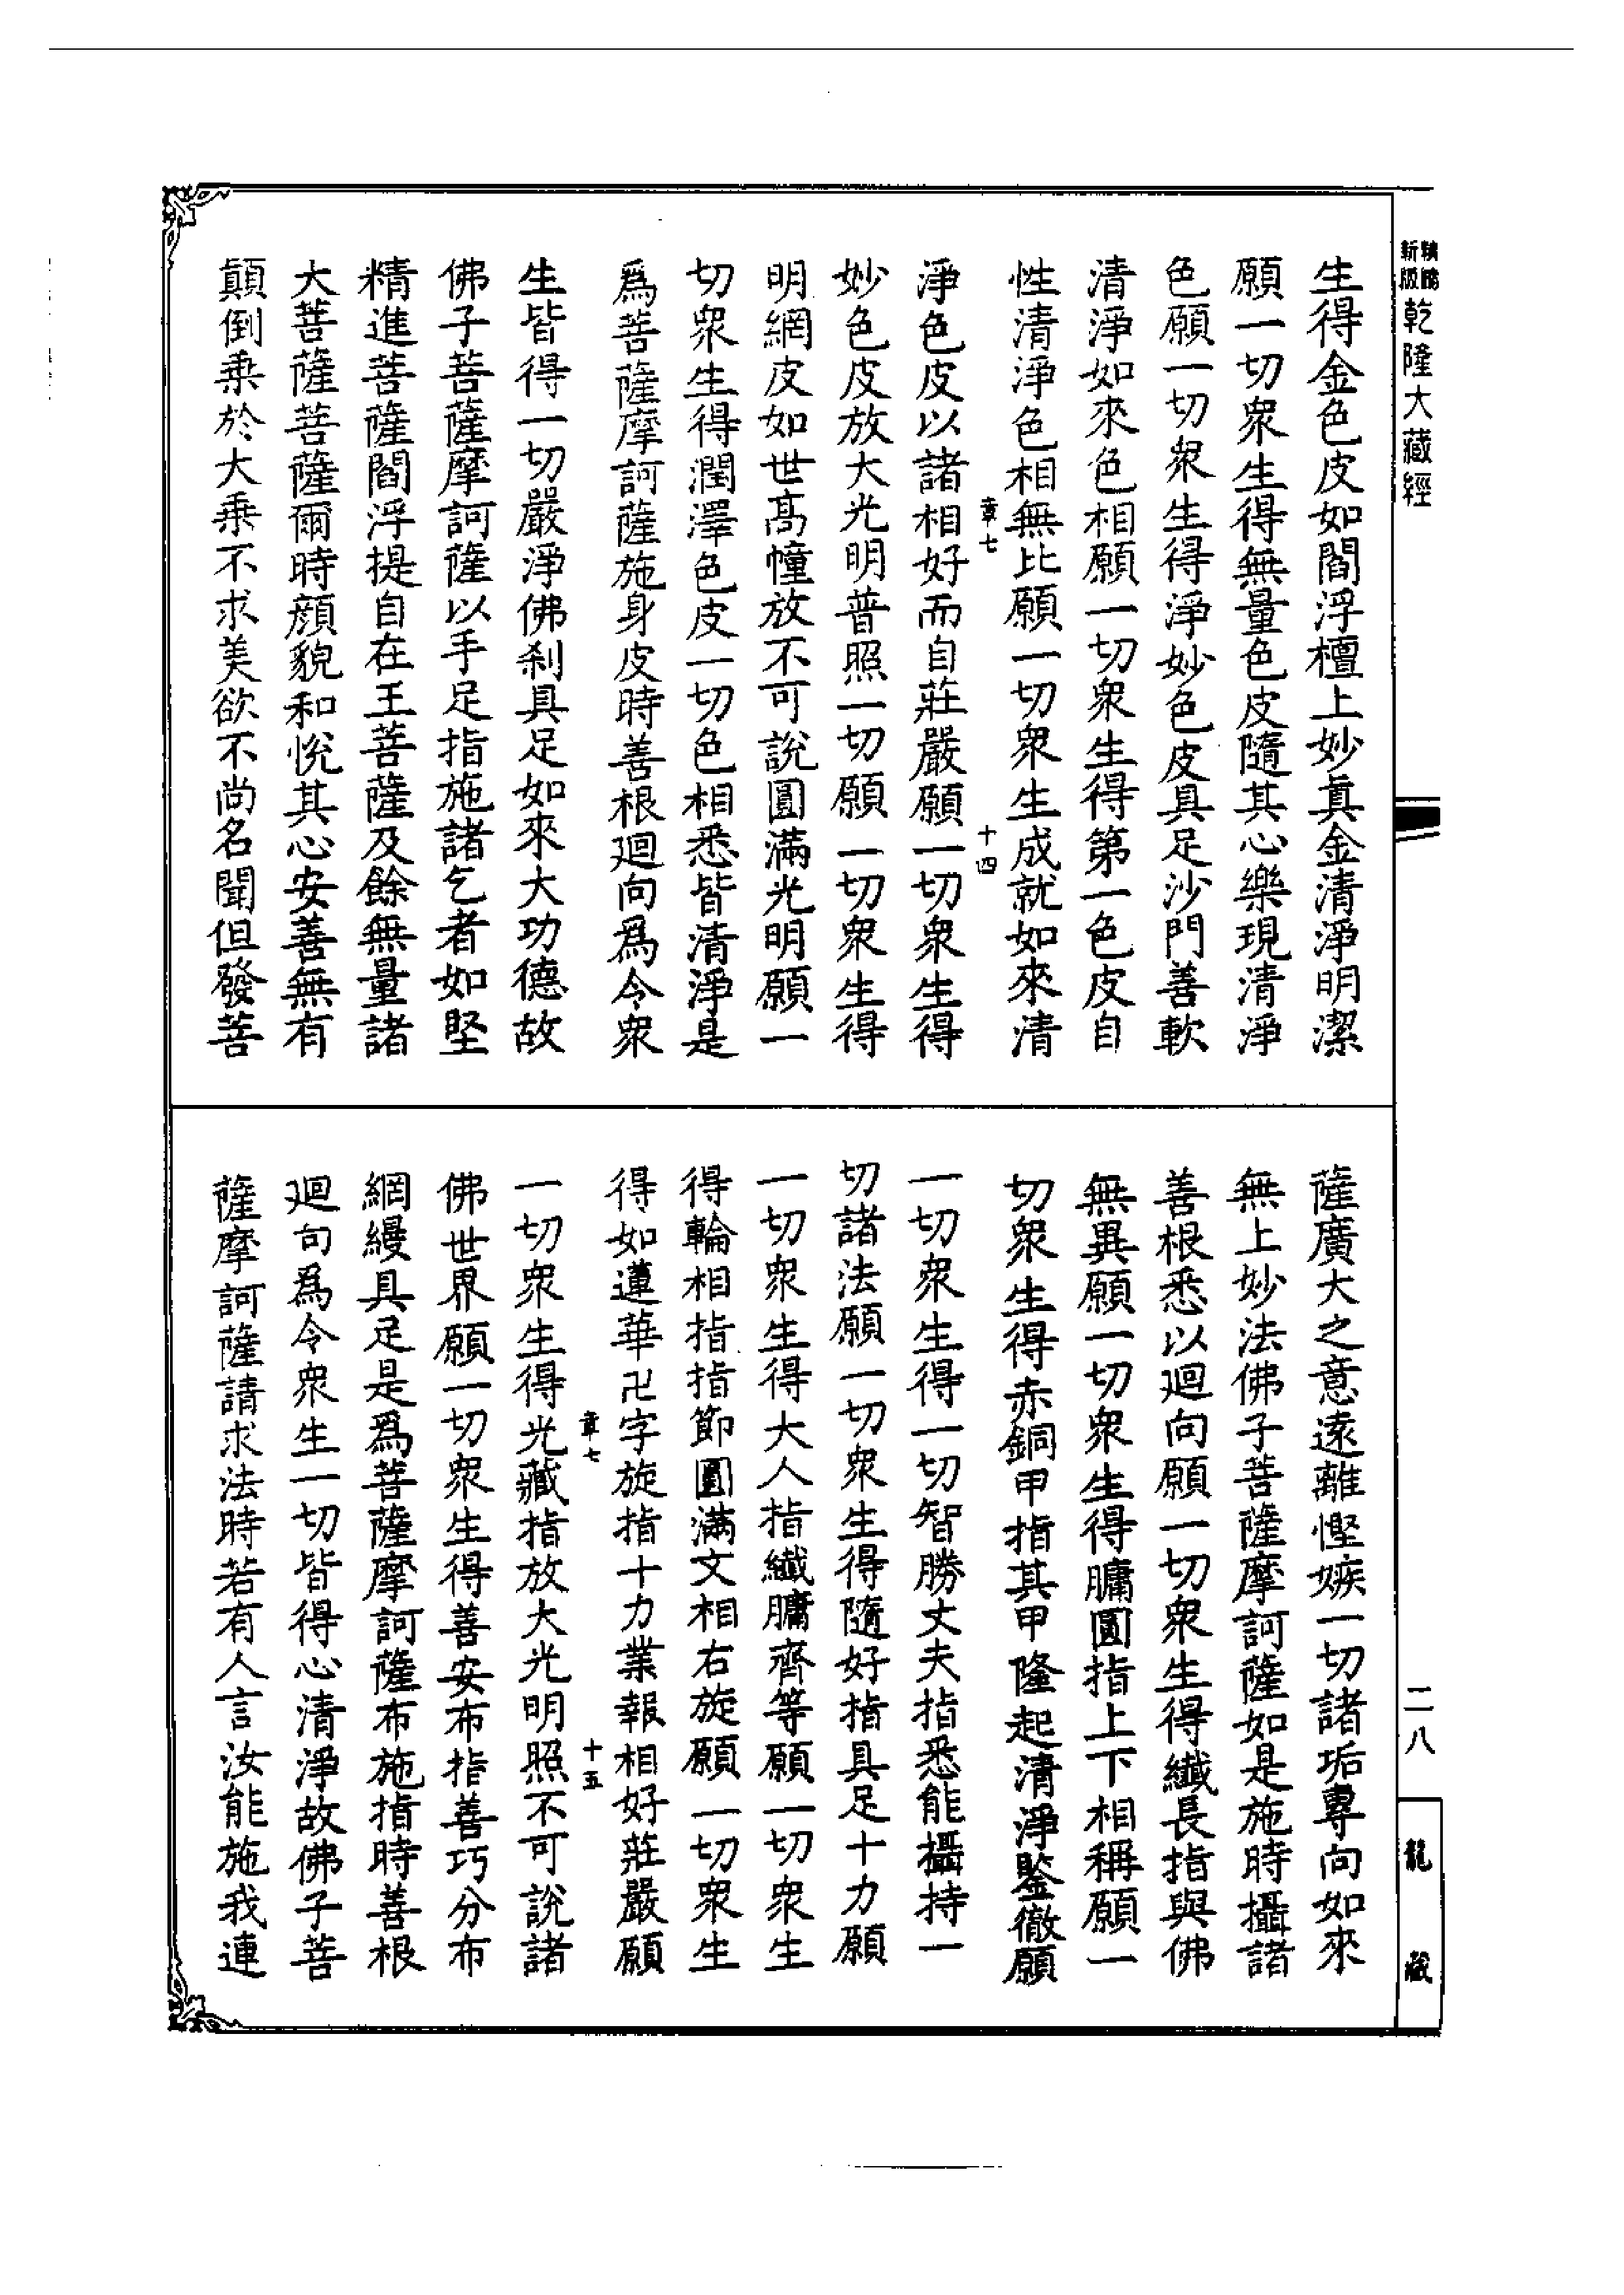 新版
精縮
乾隆大藏經
生得金色皮如閻浮檀上妙真金清淨明潔
願一切衆生得無量色皮隨其心樂現清淨
色願一切衆生得淨妙色皮具足沙門善軟
清淨如來色相願一切衆生得第一色皮自
性清淨色相無比願一切衆生成就如來清
章七
十四
淨色皮以諸相好而自莊嚴願一切衆生得
妙色皮放大光明普照一切願一切衆生得
明網皮如世高幢放不可說圓滿光明願一
切衆生得潤澤色皮一切色相悉皆清淨是
爲菩薩摩訶薩施身皮時善根迴向爲令衆
生皆得一切嚴淨佛刹具足如來大功德故
佛子菩薩摩訶薩以手足指施諸乞者如堅
精進菩薩閻浮提自在王菩薩及餘無量諸
大菩薩菩薩爾時顔貌和悅其心安善無有
顛倒乘於大乘不求美欲不尚名聞但發菩
薩廣大之意遠離慳嫉一切諸垢專向如來
無上妙法佛子菩薩摩訶薩如是施時攝諸
善根悉以迴向願一切衆生得纖長指與佛
無異願一切衆生得𦟛圓指上下相稱願一
切衆生得赤銅甲指其甲隆起清淨鑒徹願
一切衆生得一切智勝丈夫指悉能攝持一
切諸法願一切衆生得隨好指具足十力願
一切衆生得大人指纖𦟛齊等願一切衆生
得輪相指指節圓滿文相右旋願一切衆生
得如蓮華卍字旋指十力業報相好莊嚴願
章七
十五
一切衆生得光藏指放大光明照不可說諸
佛世界願一切衆生得善安布指善巧分布
網縵具足是爲菩薩摩訶薩布施指時善根
迴向爲令衆生一切皆得心清淨故佛子菩
薩摩訶薩請求法時若有人言汝能施我連
二八
龍藏